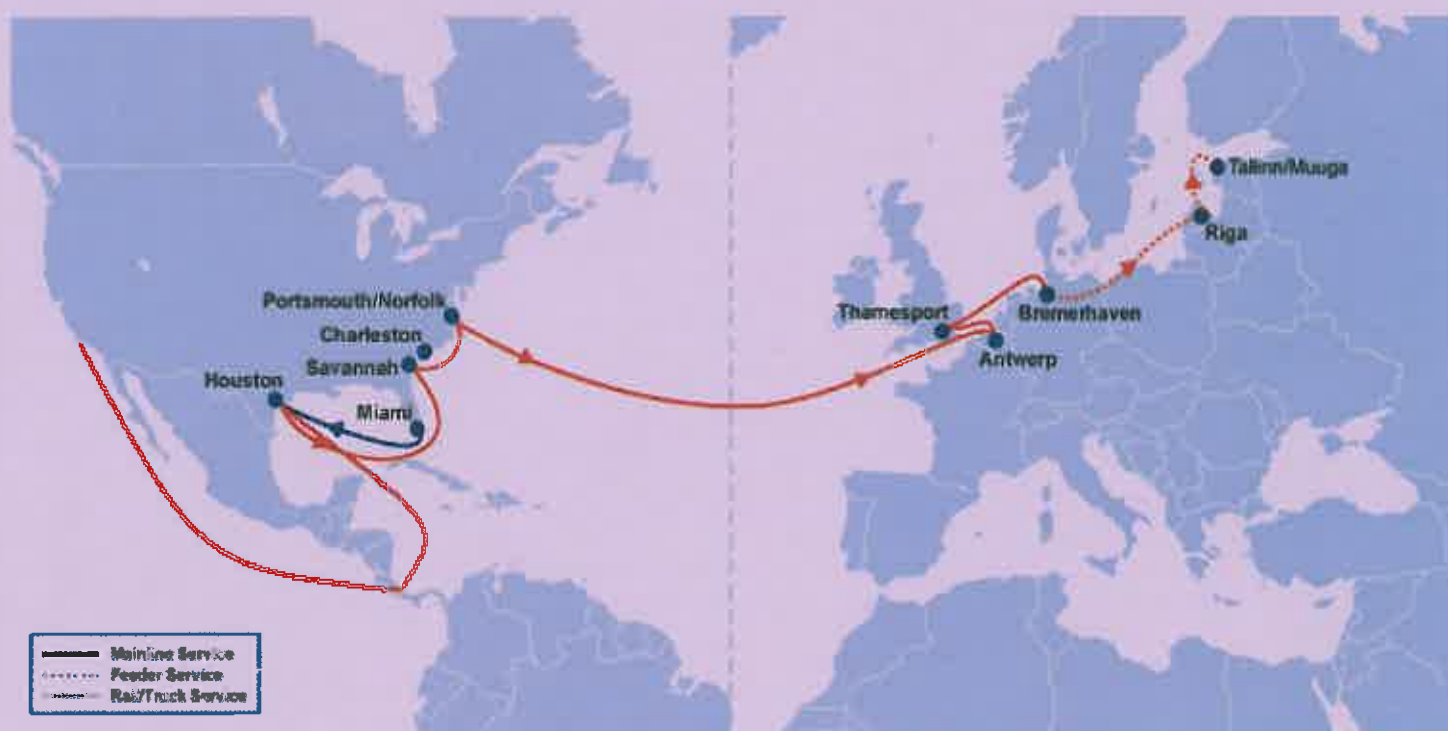 Tallinn/Muuga
Riga
Portsmouth/Norfolk
Bremerhaven
Thamesport
Charleston
Antwerp
Savannah
Houston
Miami
Mainline Service
Feeder Service
Rail/Truck Service